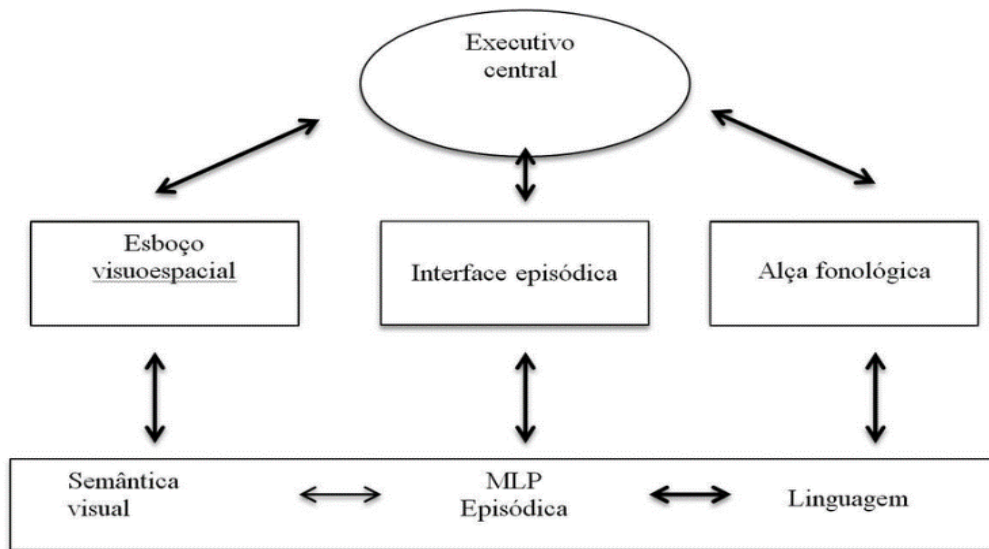 Executivo
central
Esboço
visuoespacial
Interface episódica
Alça fonológica
Semântica
visual
MLP
Episódica
Linguagem